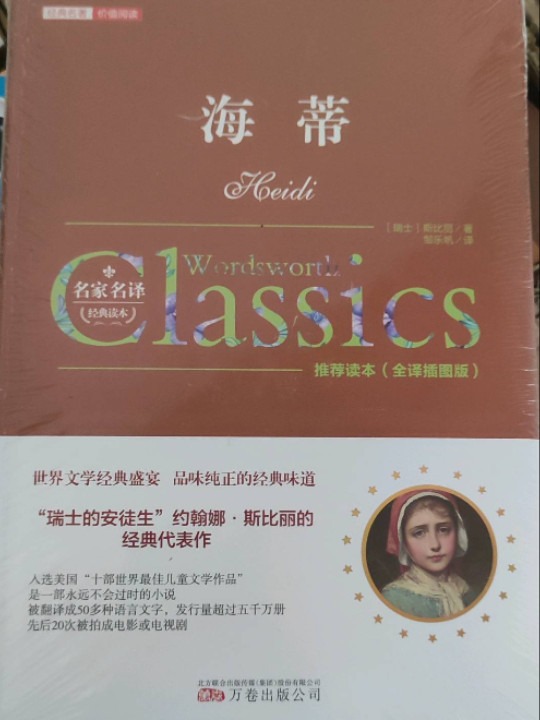 经典名著 价值阅读
海蒂
Heidi
[瑞士] 斯比丽/著
邹乐帆/译
Wordsworth
Classics
名家名译
经典读本
推荐读本(全译插图版)
世界文学经典盛宴 品味纯正的经典味道
“瑞士的安徒生”约翰娜·斯比丽的
经典代表作
入选美国“十部世界最佳儿童文学作品”
是一部永远不会过时的小说
被翻译成50多种语言文字,发行量超过五千万册
先后20次被拍成电影或电视剧
北方联合出版传媒(集团)股份有限公司
万卷出版公司